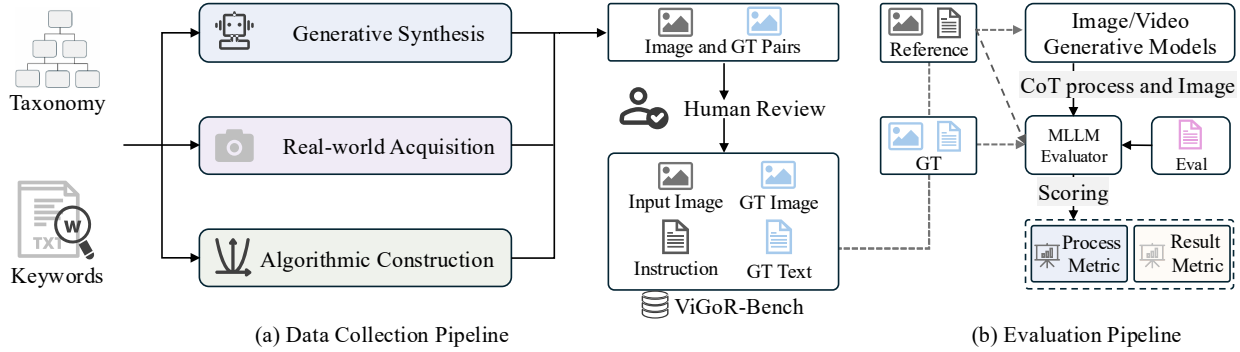 Taxonomy
TXT
W
Keywords
Generative Synthesis
Real-world Acquisition
Algorithmic Construction
Image and GT Pairs
Human Review
Input Image
GT Image
Instruction
GT Text
ViGoR-Bench
(a) Data Collection Pipeline
Reference
GT
Image/Video
Generative Models
CoT process and Image
MLLM
Evaluator
Eval
Scoring
Process
Metric
Result
Metric
(b) Evaluation Pipeline